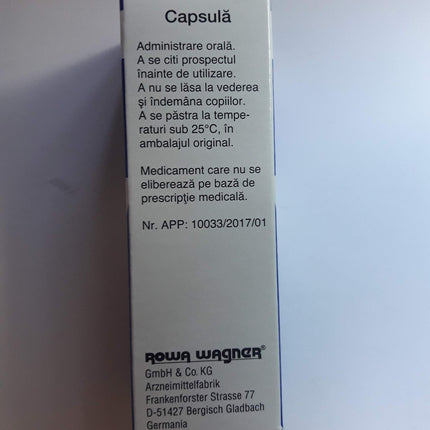 Capsulă
Administrare orală.
A se citi prospectul
înainte de utilizare.
A nu se lăsa la vederea
şi îndemâna copiilor.
A se păstra la tempe-
raturi sub 25°C, în
ambalajul original.
Medicament care nu se
eliberează pe bază de
prescripţie medicală.
Nr. APP: 10033/2017/01
ROWA WAGNER®
GmbH & Co. KG
Arzneimittelfabrik
Frankenforster Strasse 77
D-51427 Bergisch Gladbach
Germania